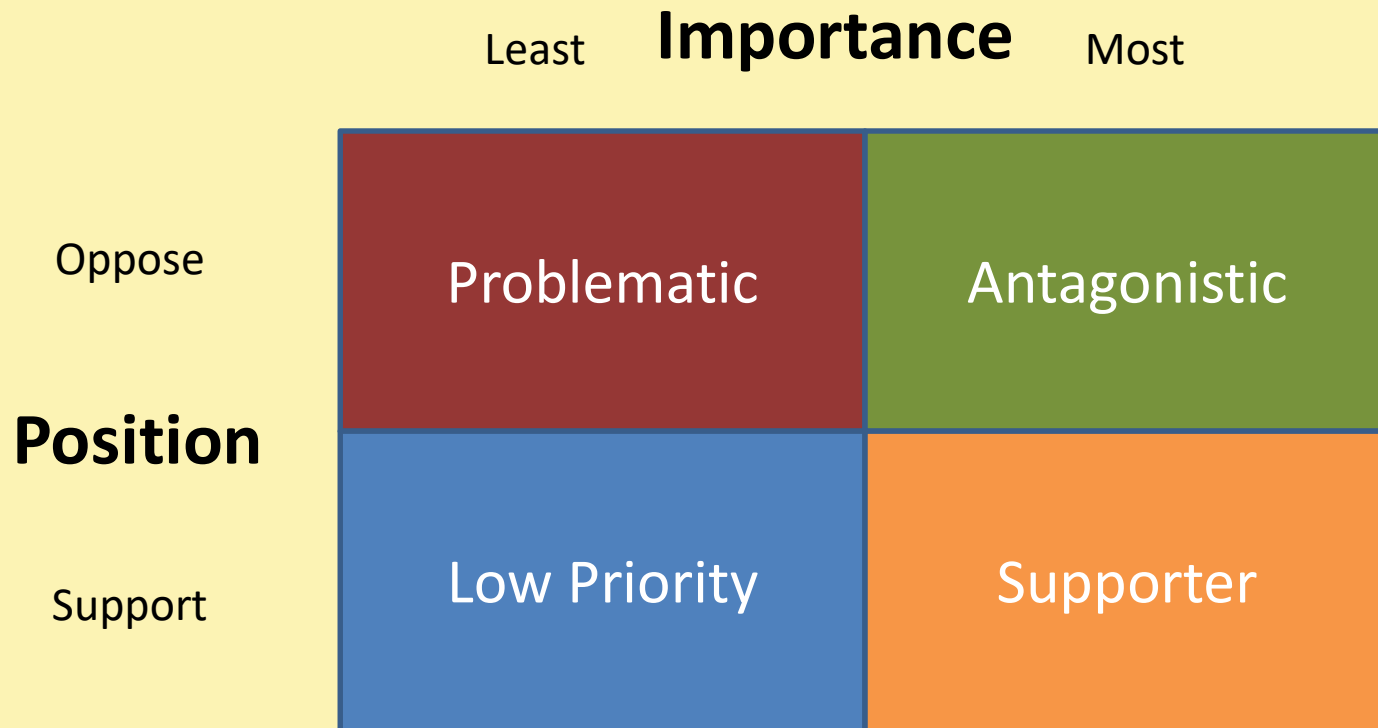 Least Importance Most
Oppose
Problematic Antagonistic
Position
Low Priority Supporter
Support